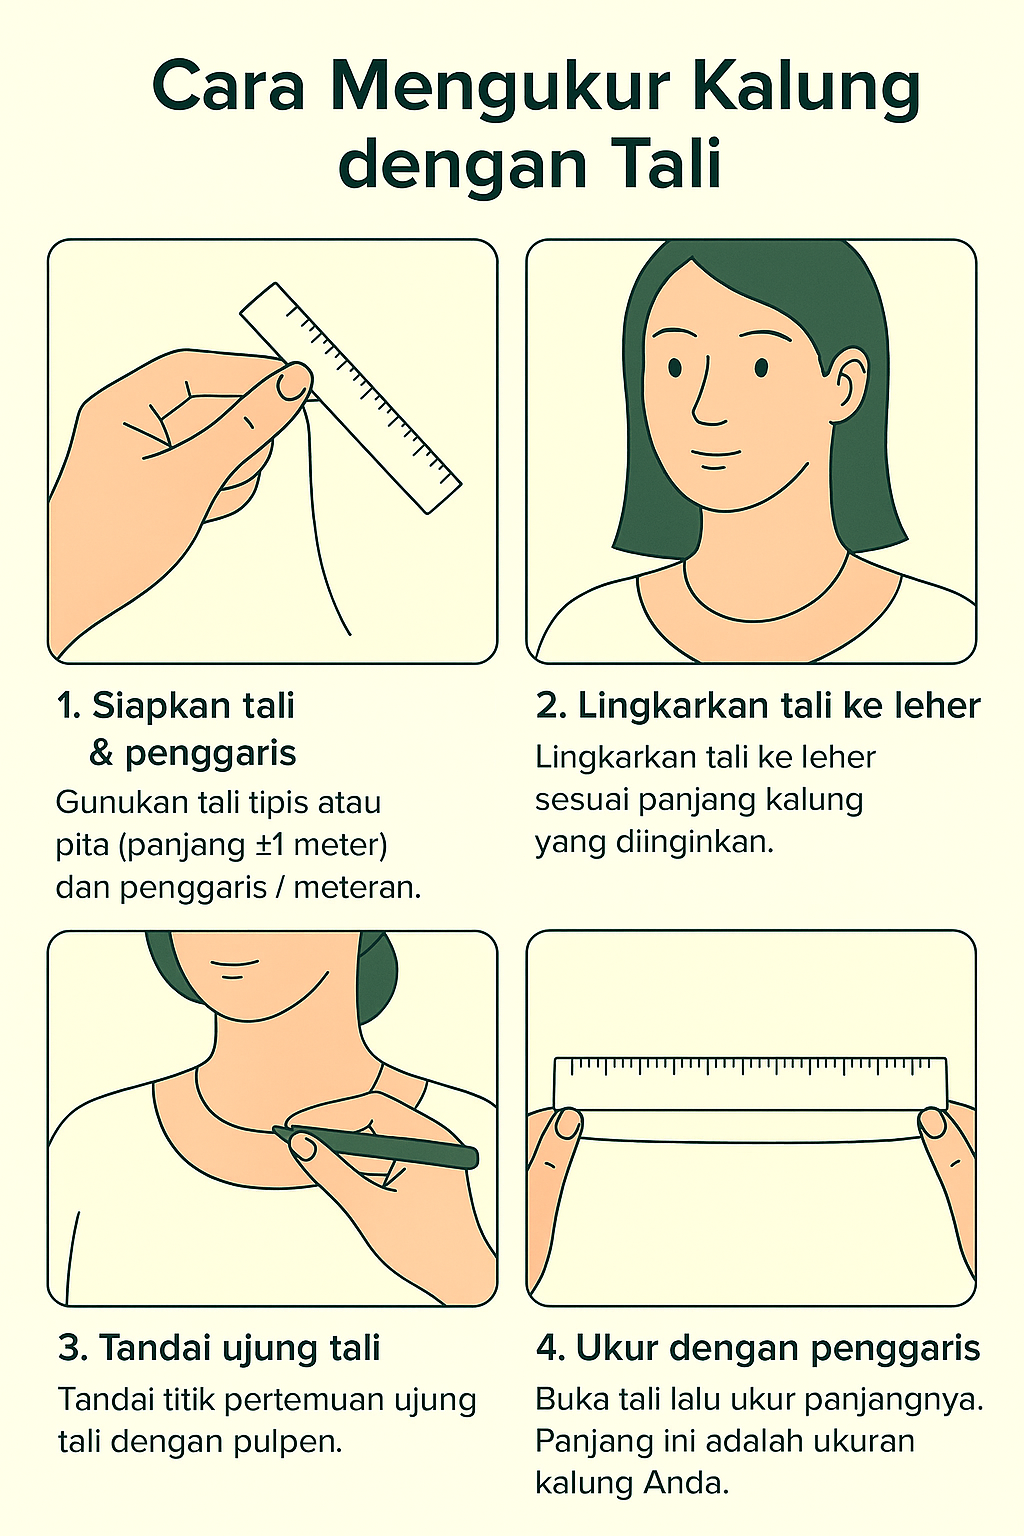 Cara Mengukur Kalung
dengan Tali
1. Siapkan tali
& penggaris
Gunukan tali tipis atau
pita (panjang ±1 meter)
dan penggaris / meteran.
2. Lingkarkan tali ke leher
Lingkarkan tali ke leher
sesuai panjang kalung
yang diinginkan.
3. Tandai ujung tali
Tandai titik pertemuan ujung
tali dengan pulpen.
4. Ukur dengan penggaris
Buka tali lalu ukur panjangnya.
Panjang ini adalah ukuran
kalung Anda.